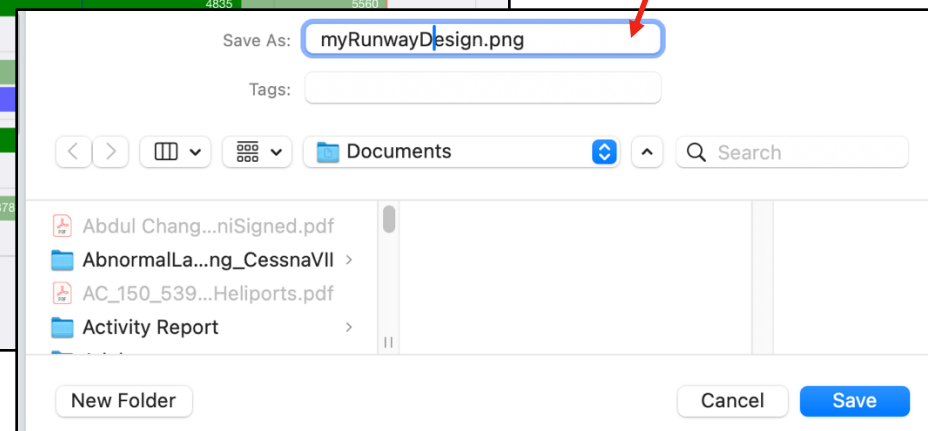 4835 5560
Save As: myRunwayDesign.png
Tags:
Documents Search
Abdul Chang...niSigned.pdf
AbnormalLa...ng_CessnaVII
AC_150_539...Heliports.pdf
Activity Report
New Folder Cancel Save